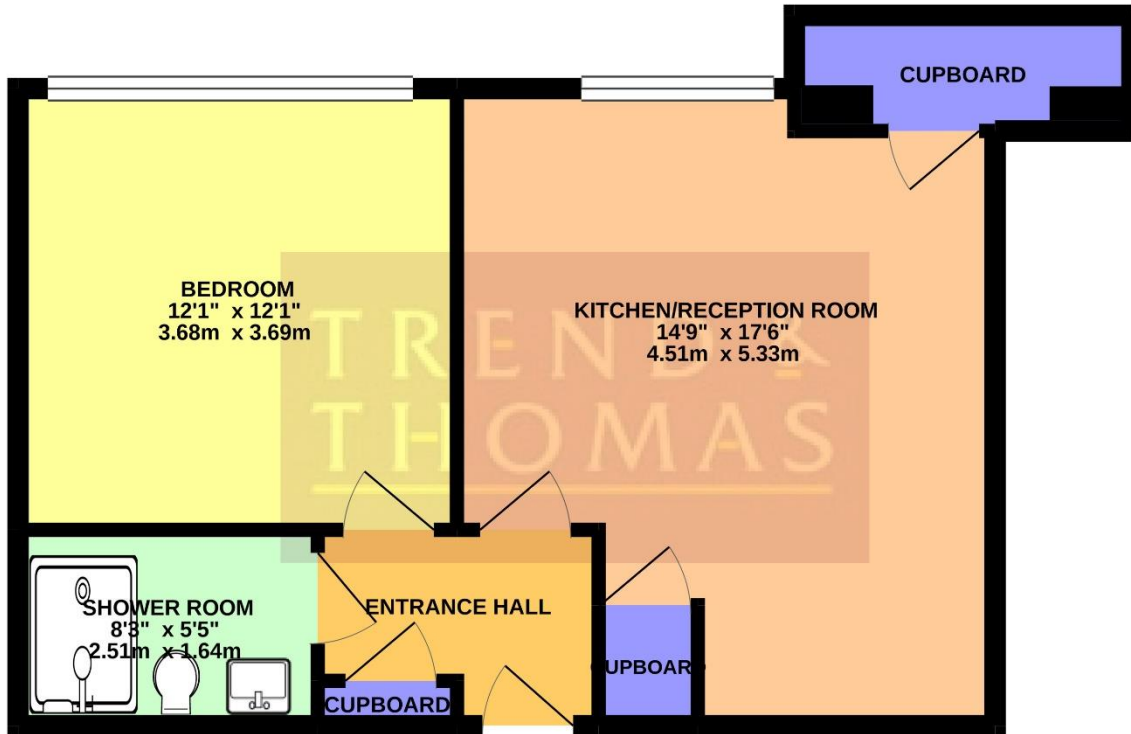 CUPBOARD
BEDROOM
12'1" x 12'1"
3.68m x 3.69m
KITCHEN/RECEPTION ROOM
14'9" x 17'6"
4.51m x 5.33m
TREND &
THOMAS
SHOWER ROOM
8'3" x 5'5"
2.51m x 1.64m
ENTRANCE HALL
CUPBOARD
CUPBOARD